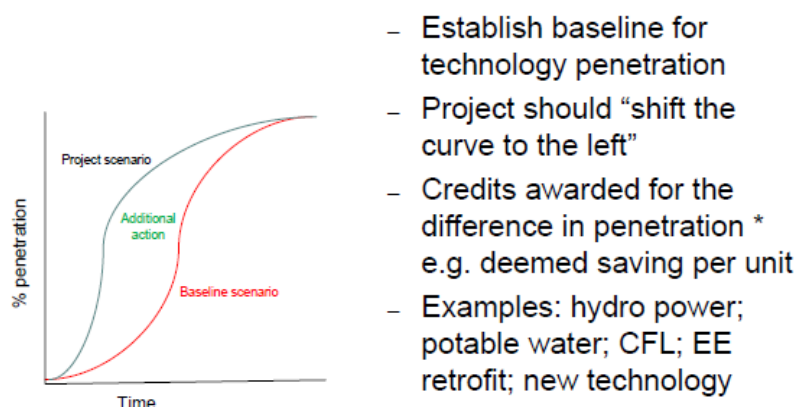 % penetration
Project scenario
Additional
action
Baseline scenario
Time
– Establish baseline for
technology penetration
– Project should “shift the
curve to the left”
– Credits awarded for the
difference in penetration *
e.g. deemed saving per unit
– Examples: hydro power;
potable water; CFL; EE
retrofit; new technology